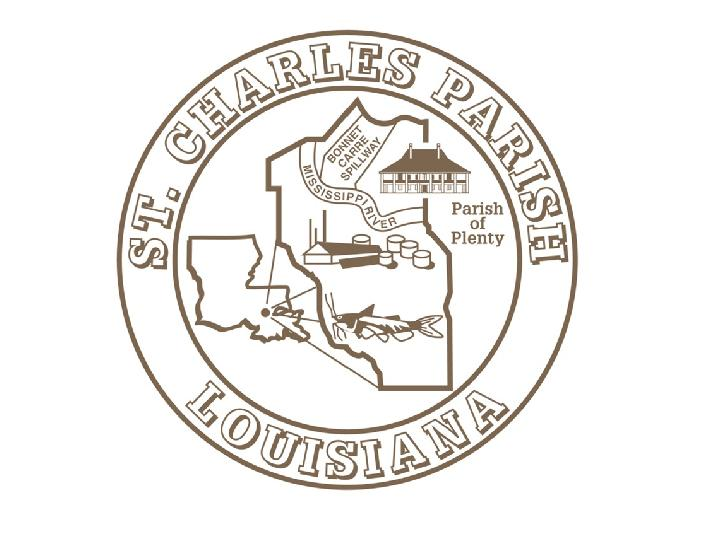 ST. CHARLES PARISH
BONNET
CARRE
SPILLWAY
MISSISSIPPI RIVER
Parish
of
Plenty
LOUISIANA